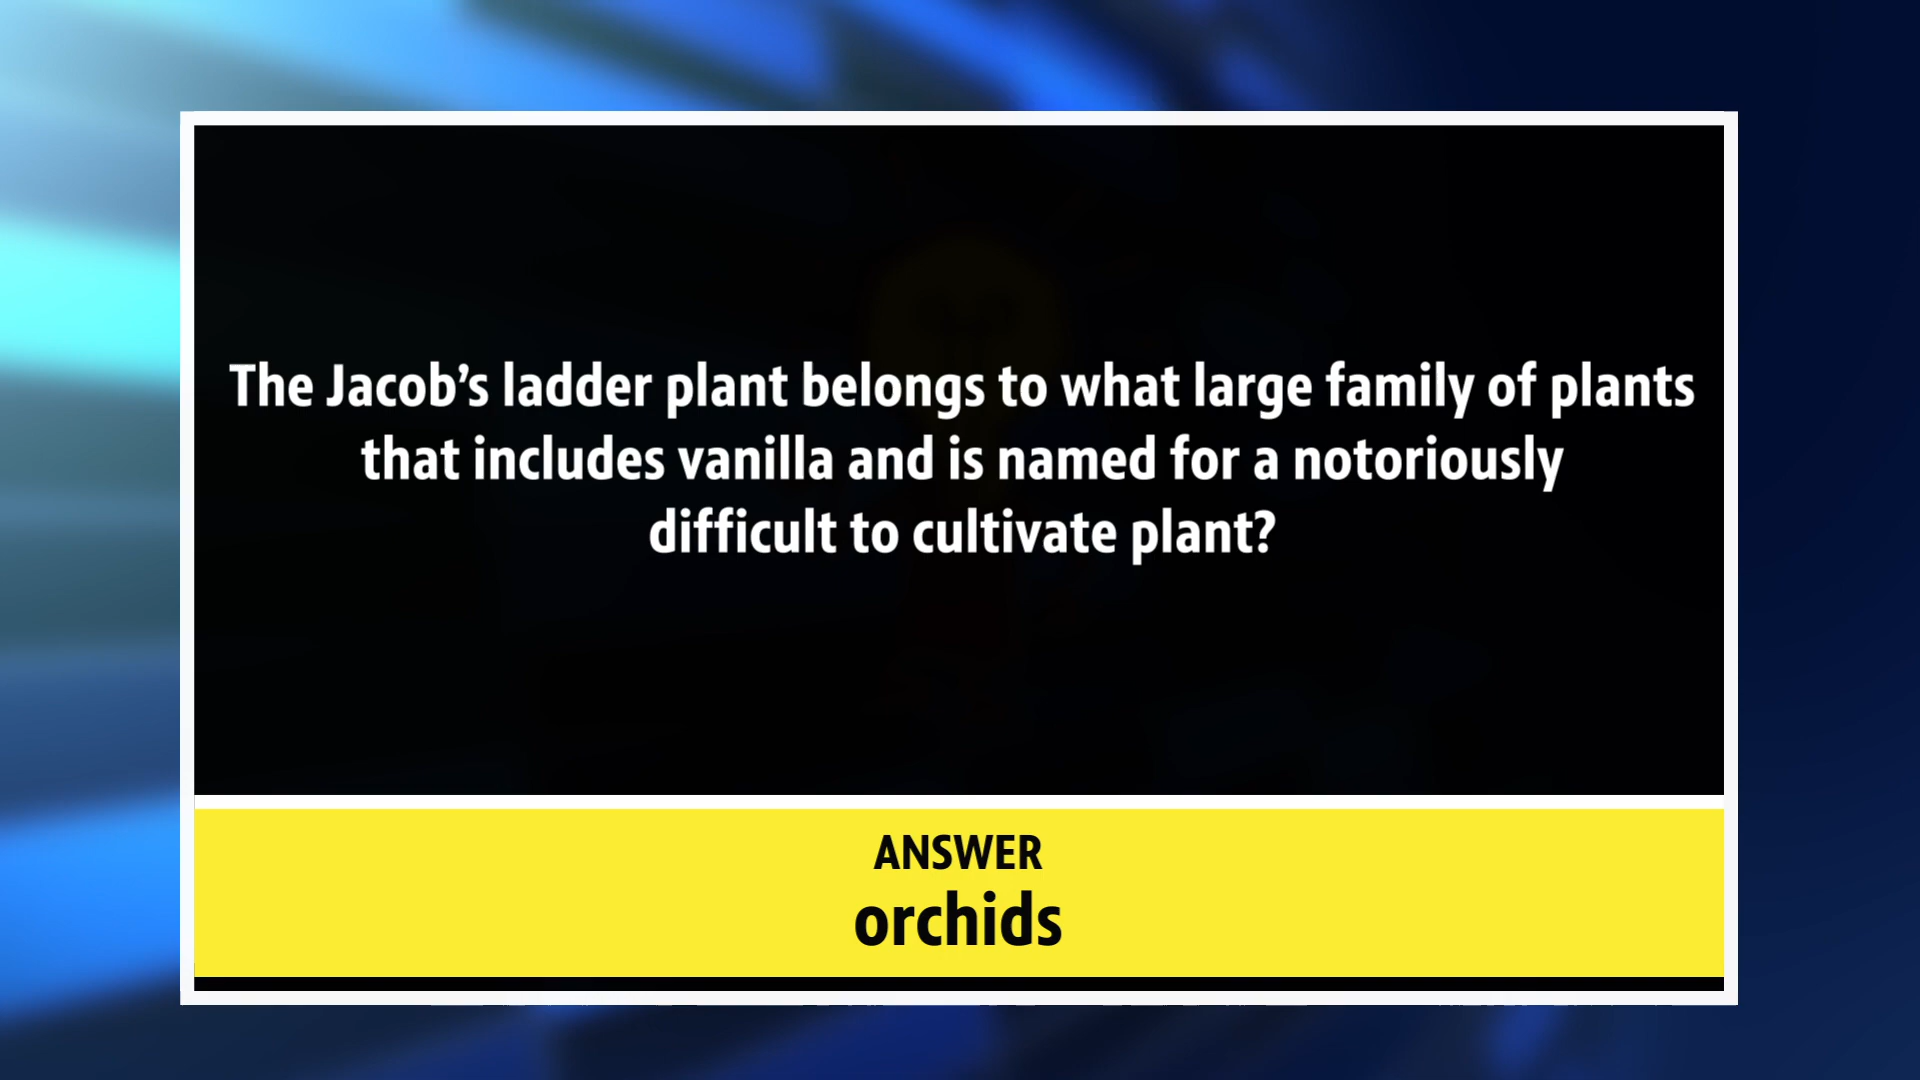 The Jacob’s ladder plant belongs to what large family of plants
that includes vanilla and is named for a notoriously
difficult to cultivate plant?
ANSWER
orchids